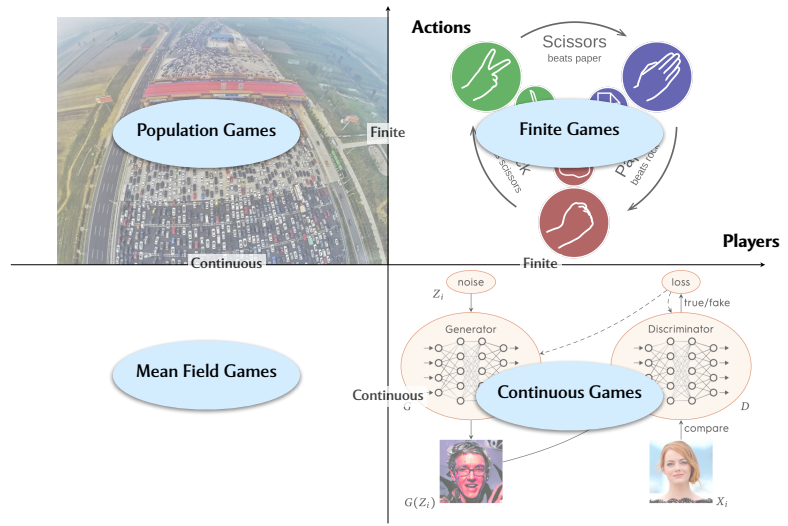 Actions
Scissors
beats paper
Population Games
Finite
Finite Games
beats rock
scissors
Players
Continuous
Finite
noise
loss
Z_i
true/fake
Generator
Discriminator
Mean Field Games
Continuous
Continuous Games
G
D
compare
G(Z_i)
X_i